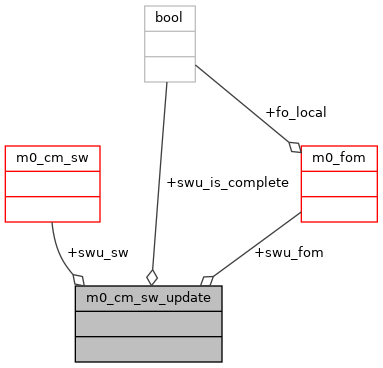 bool
+fo_local
m0_cm_sw
m0_fom
+swu_is_complete
+swu_sw
+swu_fom
m0_cm_sw_update